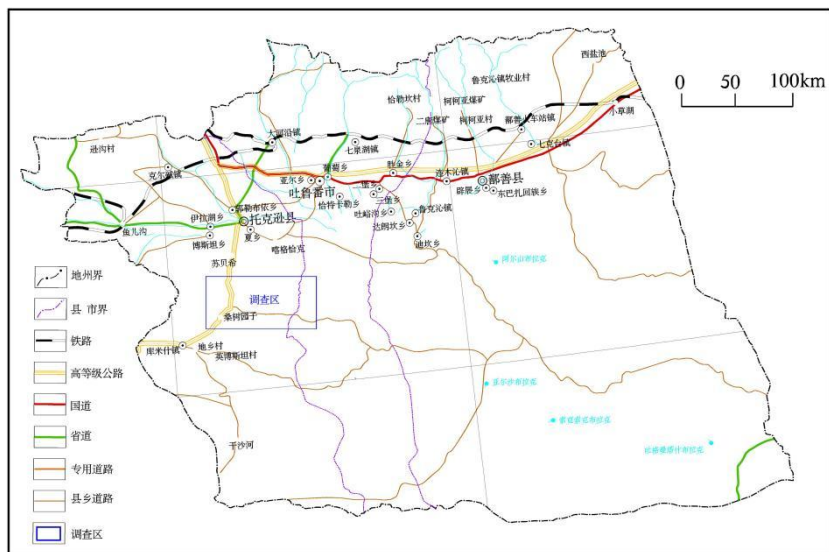 西盐池
鲁克沁镇牧业村
恰勒坎村
柯柯亚煤矿
二唐煤矿
柯柯亚村
鄯善火车站镇
小草湖
0 50 100km
大河沿镇
七泉湖镇
七克台镇
克尔碱镇
胜金乡
葡萄乡
亚尔乡
连木沁镇
鄯善县
吐鲁番市
二堡乡
辟展乡
东巴扎回族乡
恰特卡勒乡
三堡乡
郭勒布依乡
吐峪沟乡
鲁克沁镇
伊拉湖乡
托克逊县
达朗坎乡
鱼儿沟
夏乡
博斯坦乡
喀格恰克
迪坎乡
苏贝希
调查区
桑树园子
库米什镇
地乡村
英博斯坦村
干沙河
地州界
县 市界
铁路
高等级公路
国道
省道
专用道路
县乡道路
调查区